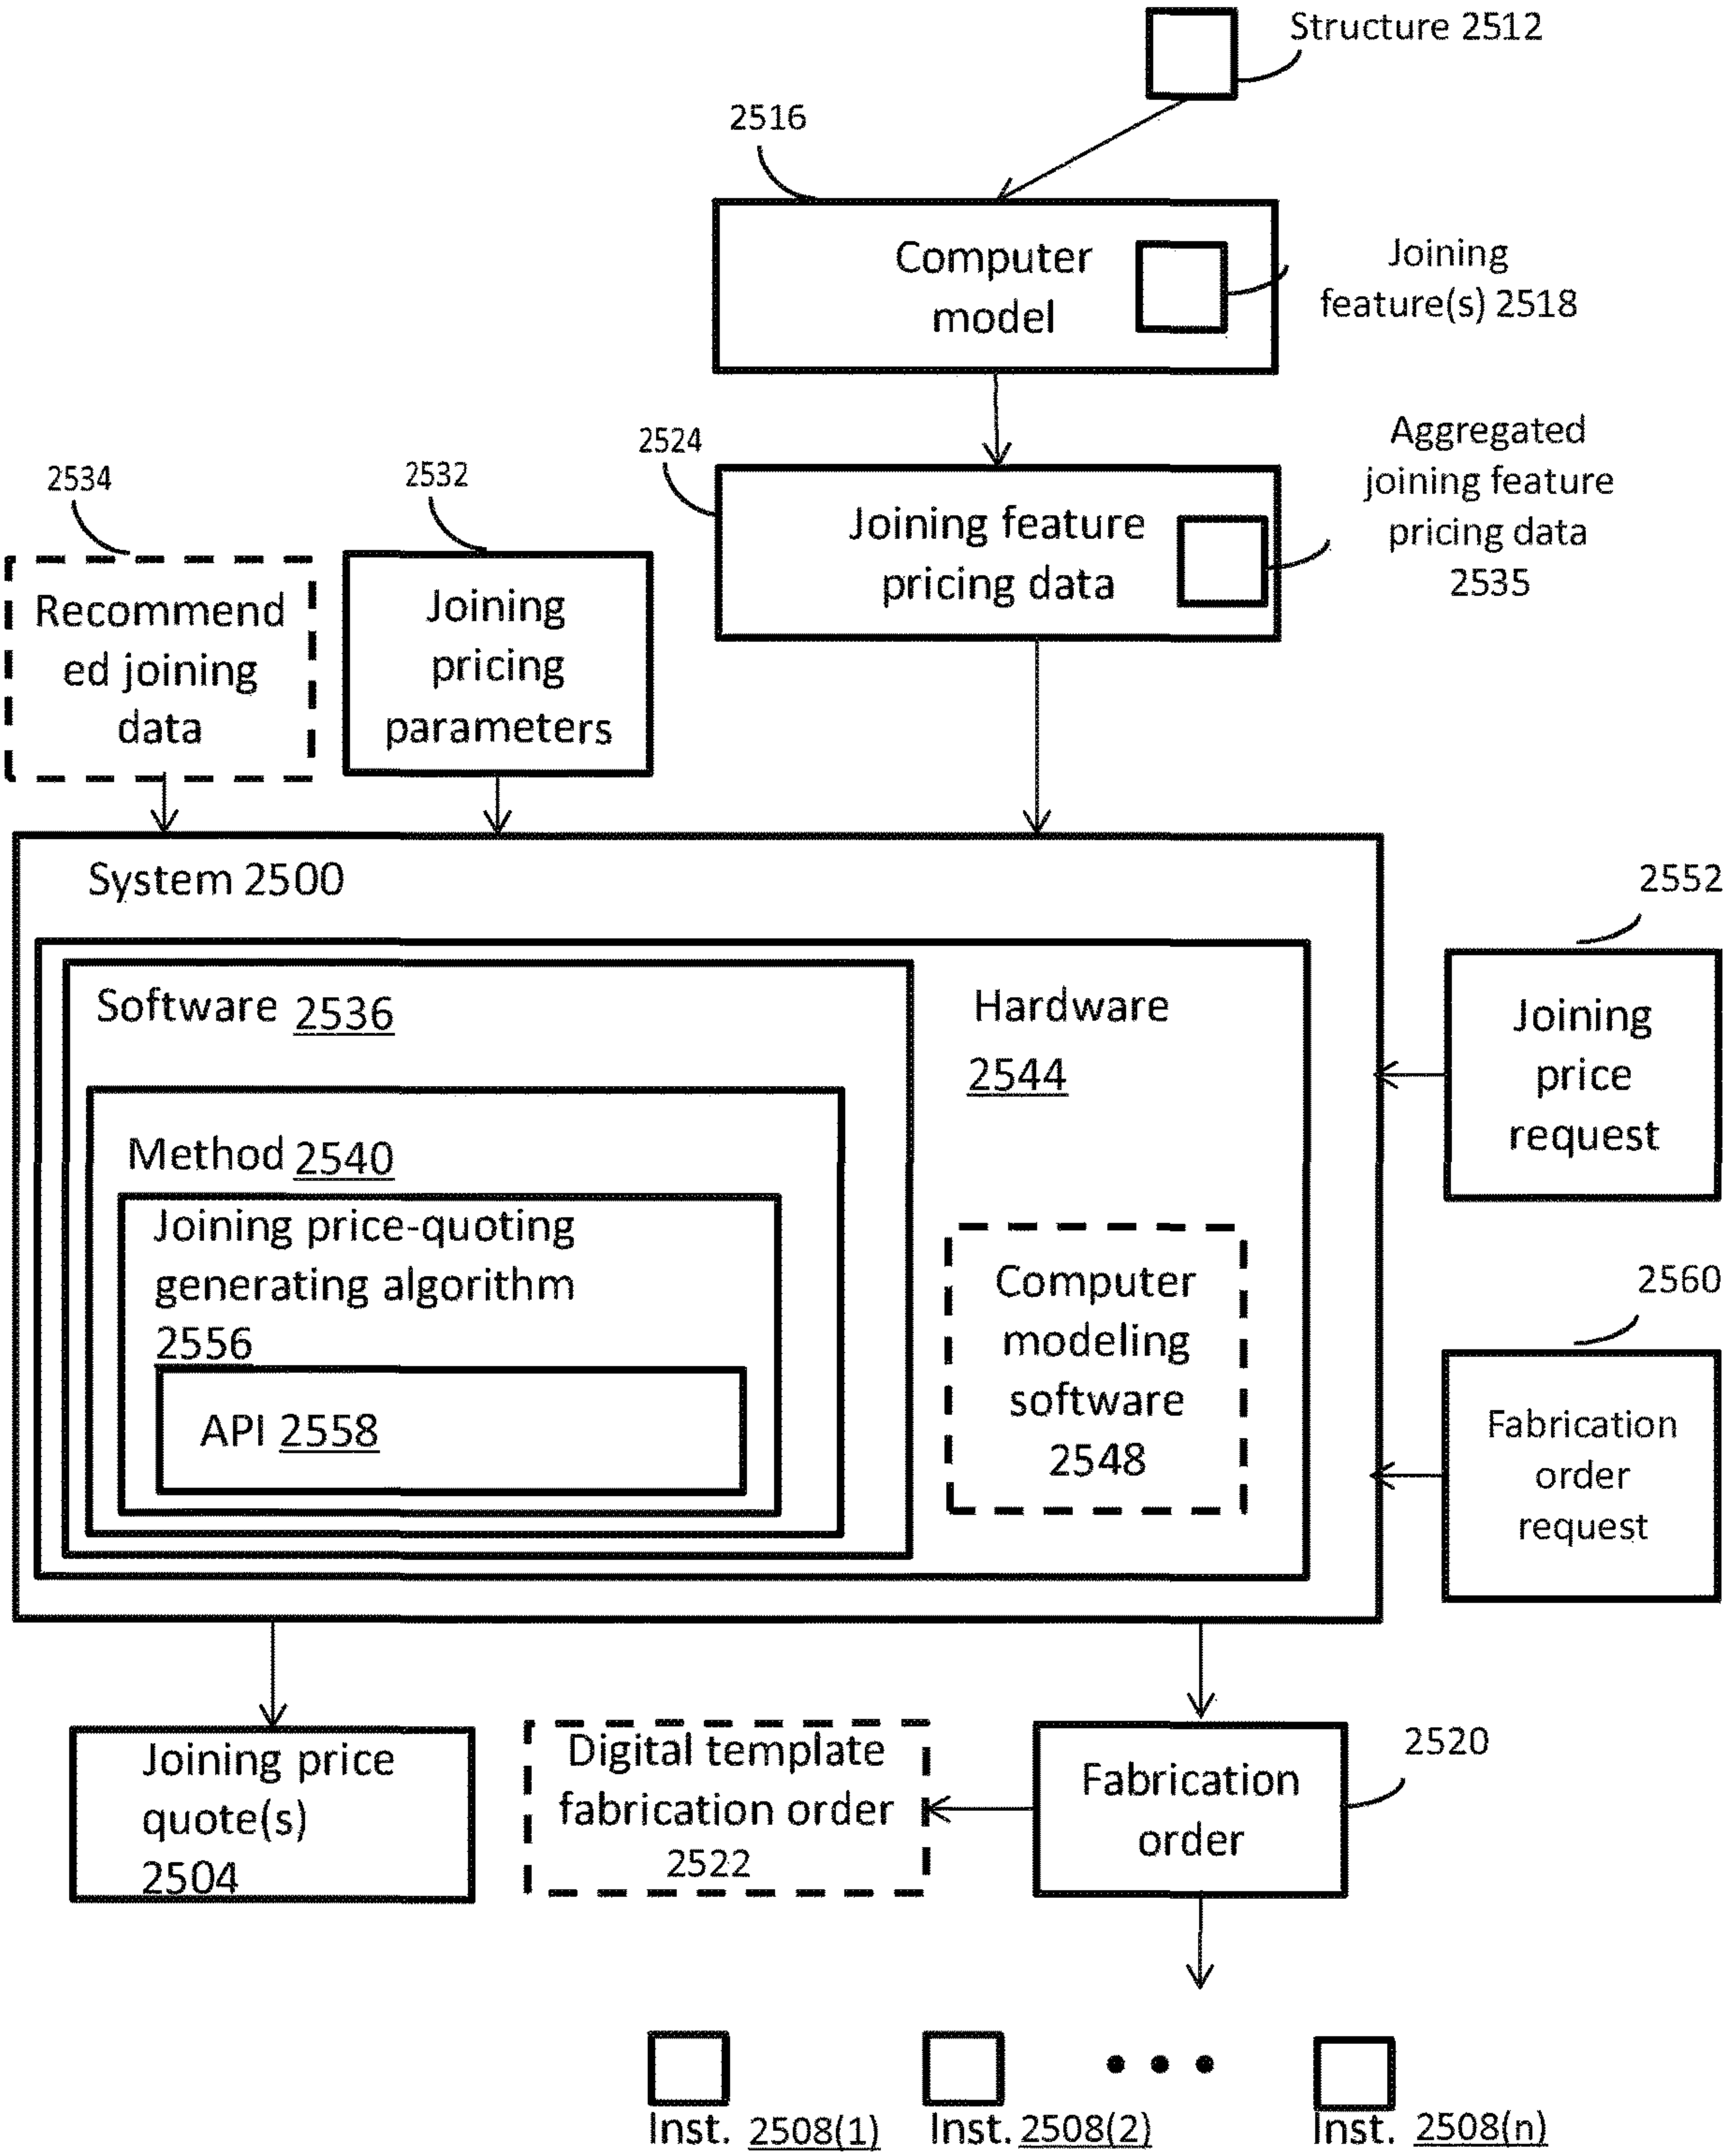 Structure 2512
2516
Computer
model
Joining
feature(s) 2518
2524
Joining feature
pricing data
Aggregated
joining feature
pricing data
2535
2534
Recommend
ed joining
data
2532
Joining
pricing
parameters
System 2500
Software 2536
Hardware
2544
Method 2540
Joining price-quoting
generating algorithm
2556
API 2558
Computer
modeling
software
2548
2552
Joining
price
request
2560
Fabrication
order
request
Joining price
quote(s)
2504
Digital template
fabrication order
2522
Fabrication
order
2520
Inst. 2508(1)
Inst. 2508(2)
Inst. 2508(n)